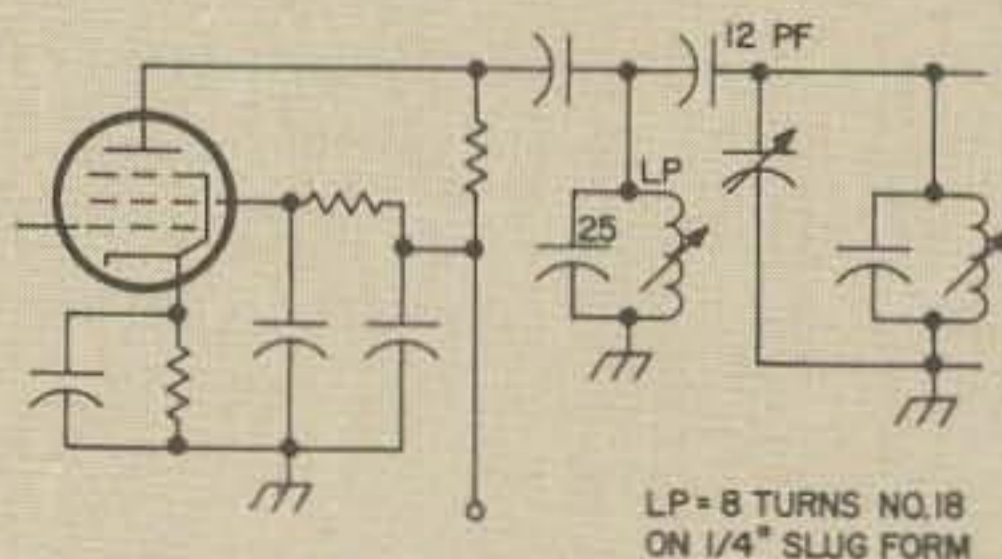 12 PF
LP
25
LP = 8 TURNS NO.18
ON 1/4" SLUG FORM